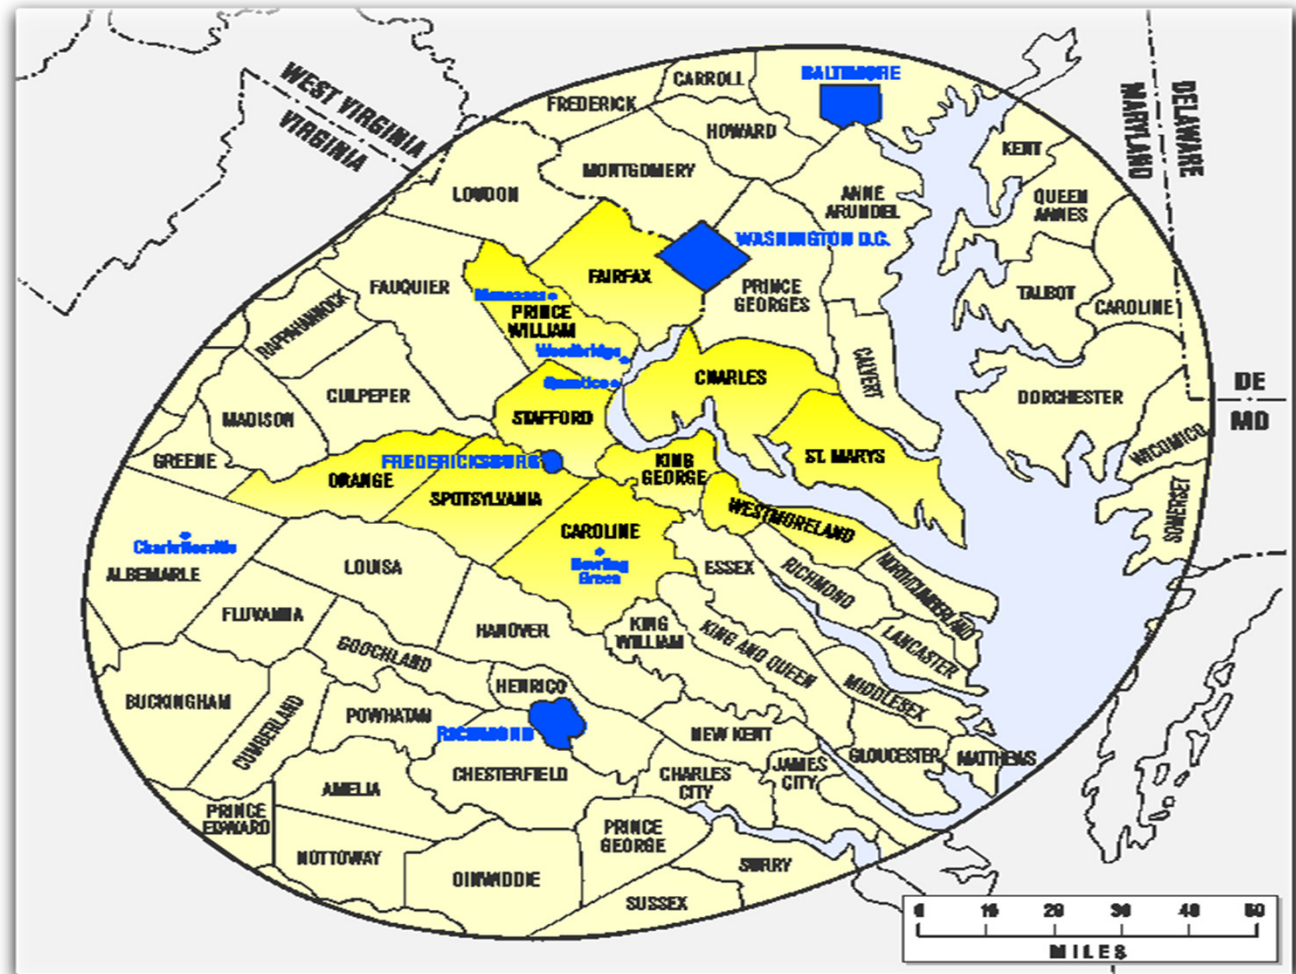 WEST VIRGINIA
VIRGINIA
FREDERICK
CARROLL
BALTIMORE
HOWARD
MONTGOMERY
LOUDON
ANNE
ARUNDEL
KENT
QUEEN
ANNES
MARYLAND
DELAWARE
WASHINGTON D.C.
FAIRFAX
PRINCE
GEORGES
FAUQUIER
Manassas
PRINCE
WILLIAM
Woodbridge
Quantico
TALBOT
CAROLINE
RAPPAHANNOCK
CULPEPER
MADISON
GREENE
STAFFORD
CHARLES
CALVERT
DORCHESTER
DE
MD
WICOMICO
SOMERSET
FREDERICKSBURG
ORANGE
SPOTSYLVANIA
KING
GEORGE
ST. MARYS
WESTMORELAND
CAROLINE
Bowling
Green
Charlottesville
ALBEMARLE
LOUISA
ESSEX
RICHMOND
NORTHUMBERLAND
LANCASTER
FLUVANNA
GOOCHLAND
HANOVER
KING
WILLIAM
KING AND QUEEN
MIDDLESEX
BUCKINGHAM
CUMBERLAND
POWHATAN
HENRICO
RICHMOND
NEW KENT
GLOUCESTER
MATTHEWS
CHESTERFIELD
CHARLES
CITY
JAMES
CITY
AMELIA
PRINCE
EDWARD
NOTTOWAY
OINWIDDIE
PRINCE
GEORGE
SURRY
SUSSEX
0 20 30 40 50
MILES